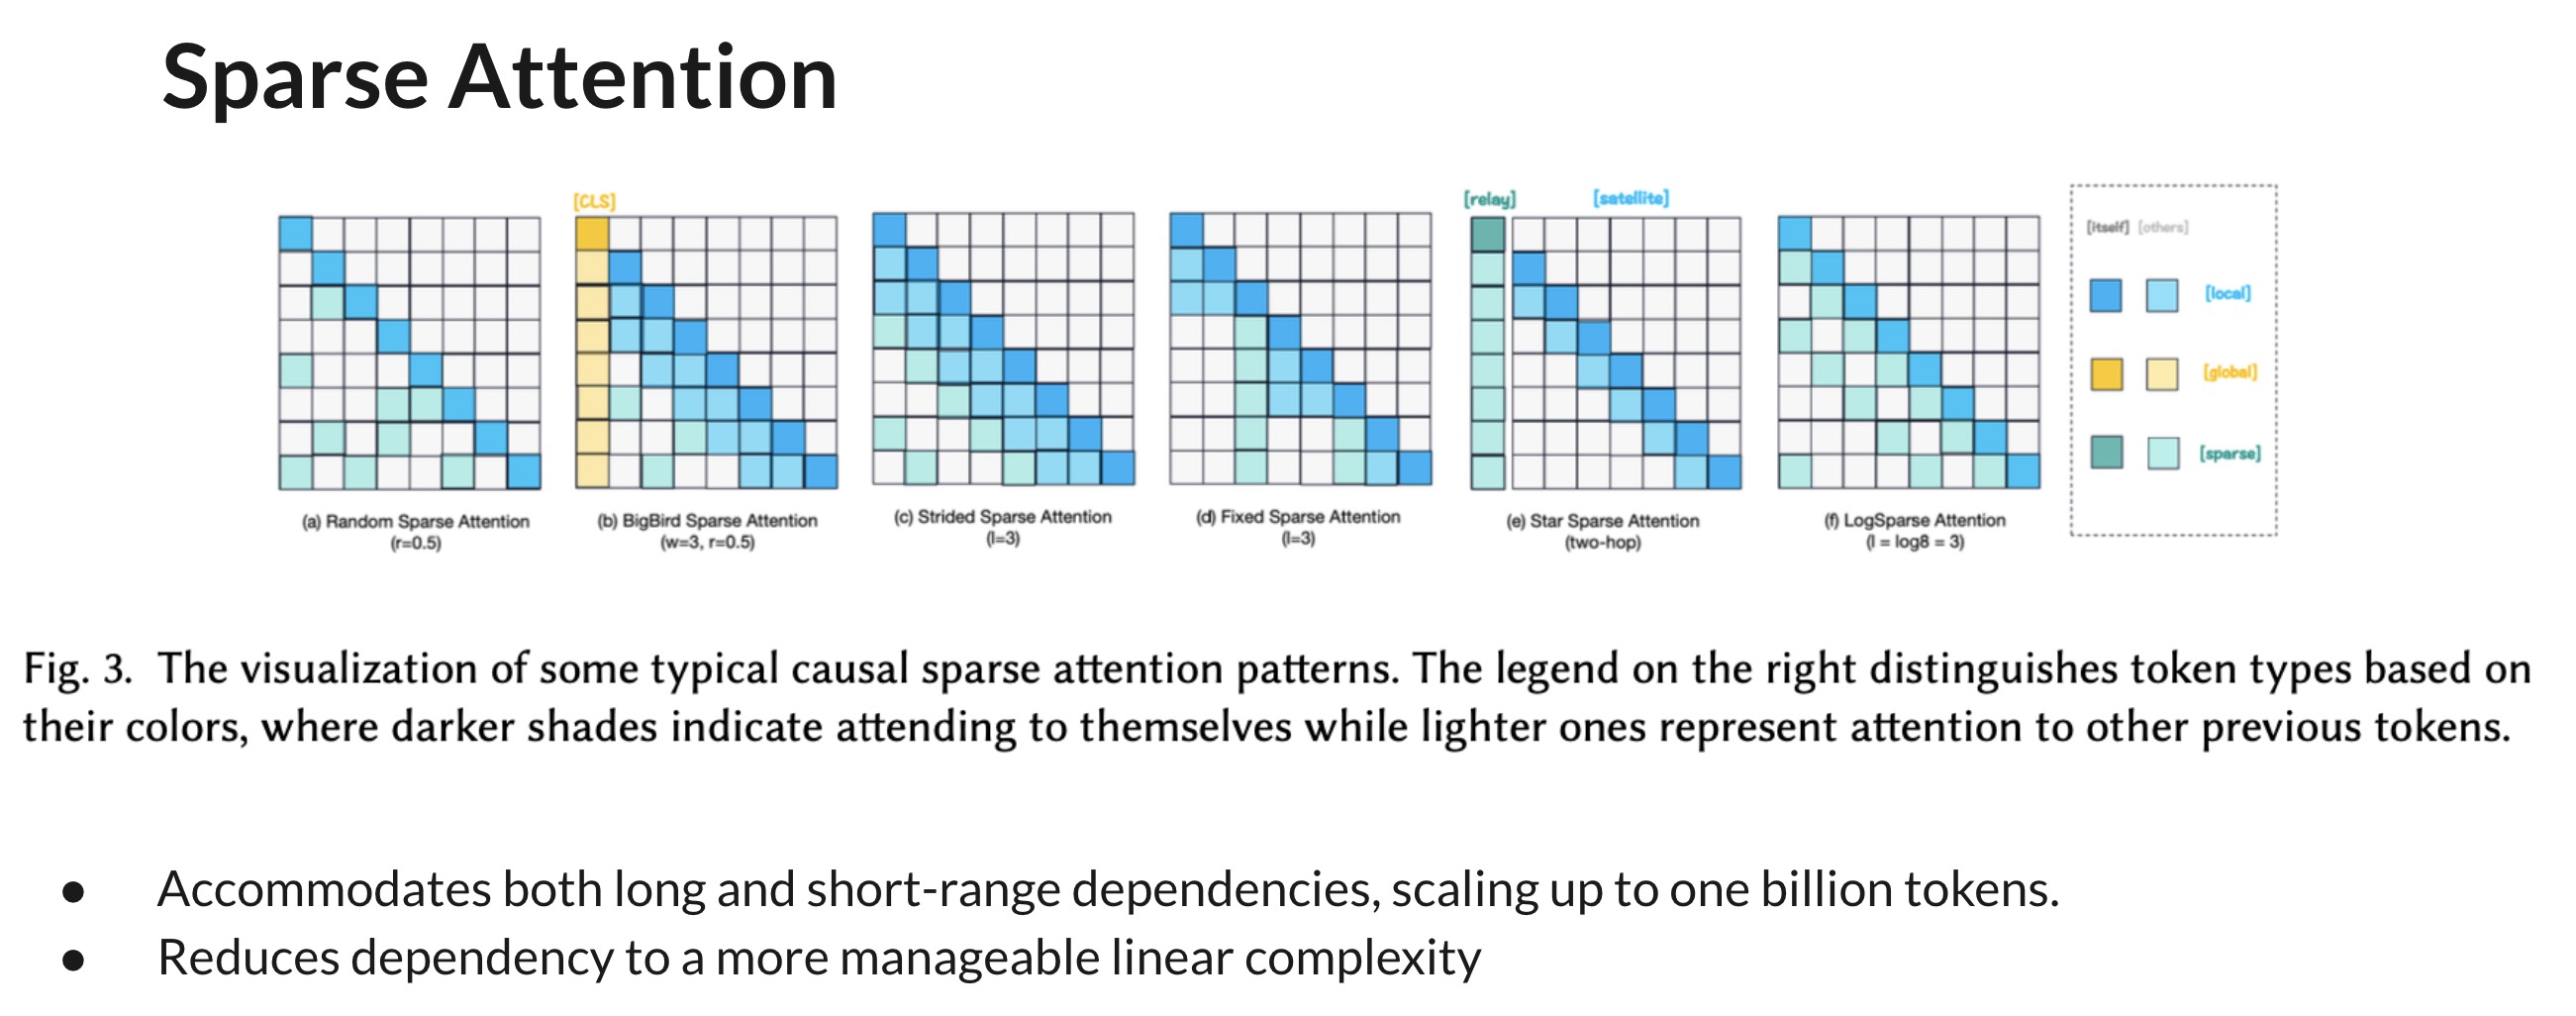 Sparse Attention
[CLS]
[relay]
[satellite]
[itself] [others]
[local]
[global]
[sparse]
(a) Random Sparse Attention
(r=0.5)
(b) BigBird Sparse Attention
(w=3, r=0.5)
(c) Strided Sparse Attention
(l=3)
(d) Fixed Sparse Attention
(l=3)
(e) Star Sparse Attention
(two-hop)
(f) LogSparse Attention
(l = log8 = 3)
Fig. 3. The visualization of some typical causal sparse attention patterns. The legend on the right distinguishes token types based on
their colors, where darker shades indicate attending to themselves while lighter ones represent attention to other previous tokens.
● Accommodates both long and short-range dependencies, scaling up to one billion tokens.
● Reduces dependency to a more manageable linear complexity